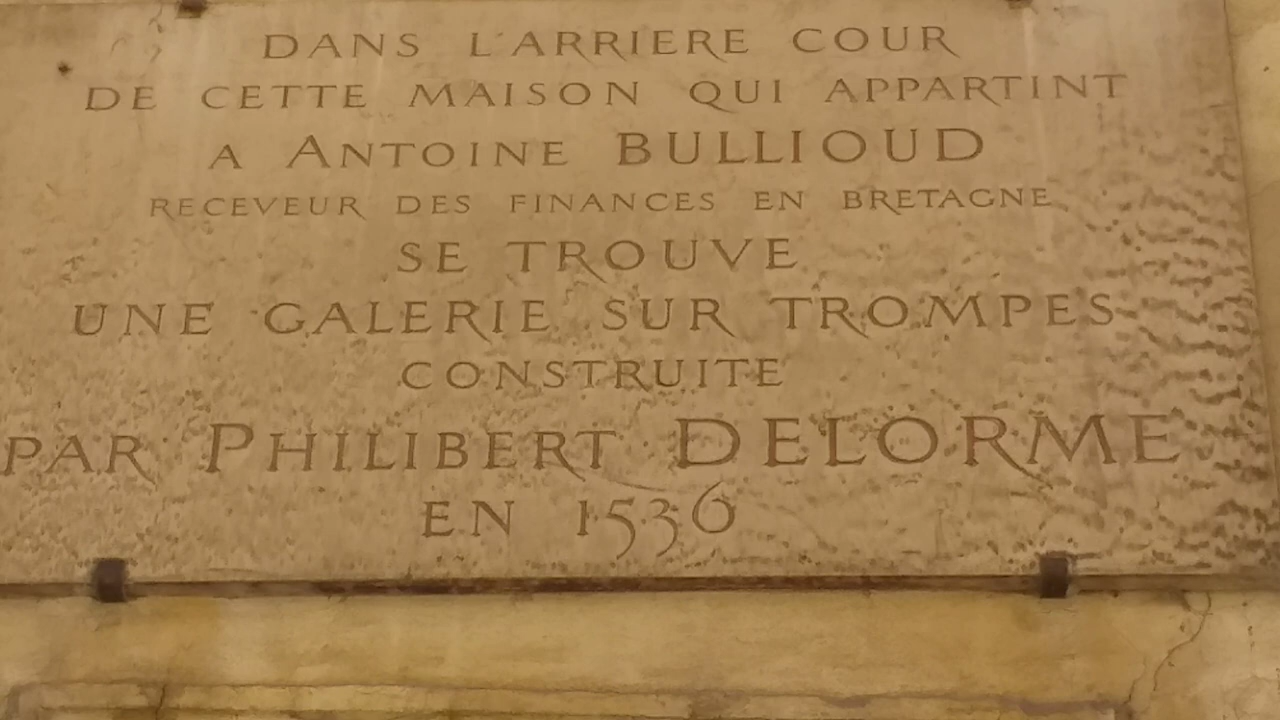 DANS L'ARRIERE COUR
DE CETTE MAISON QUI APPARTINT
A ANTOINE BULLIOUD
RECEVEUR DES FINANCES EN BRETAGNE
SE TROUVE
UNE GALERIE SUR TROMPES
CONSTRUITE
PAR PHILIBERT DELORME
EN 1536